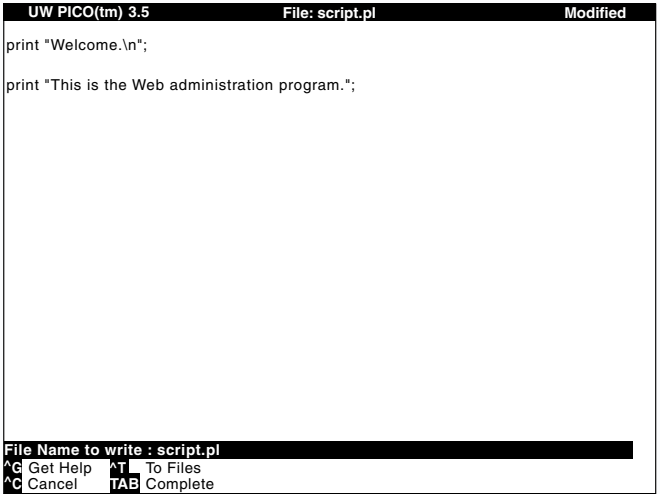 UW PICO(tm) 3.5 File: script.pl Modified
print "Welcome.\n";
print "This is the Web administration program.";
File Name to write : script.pl
^G Get Help ^T To Files
^C Cancel TAB Complete